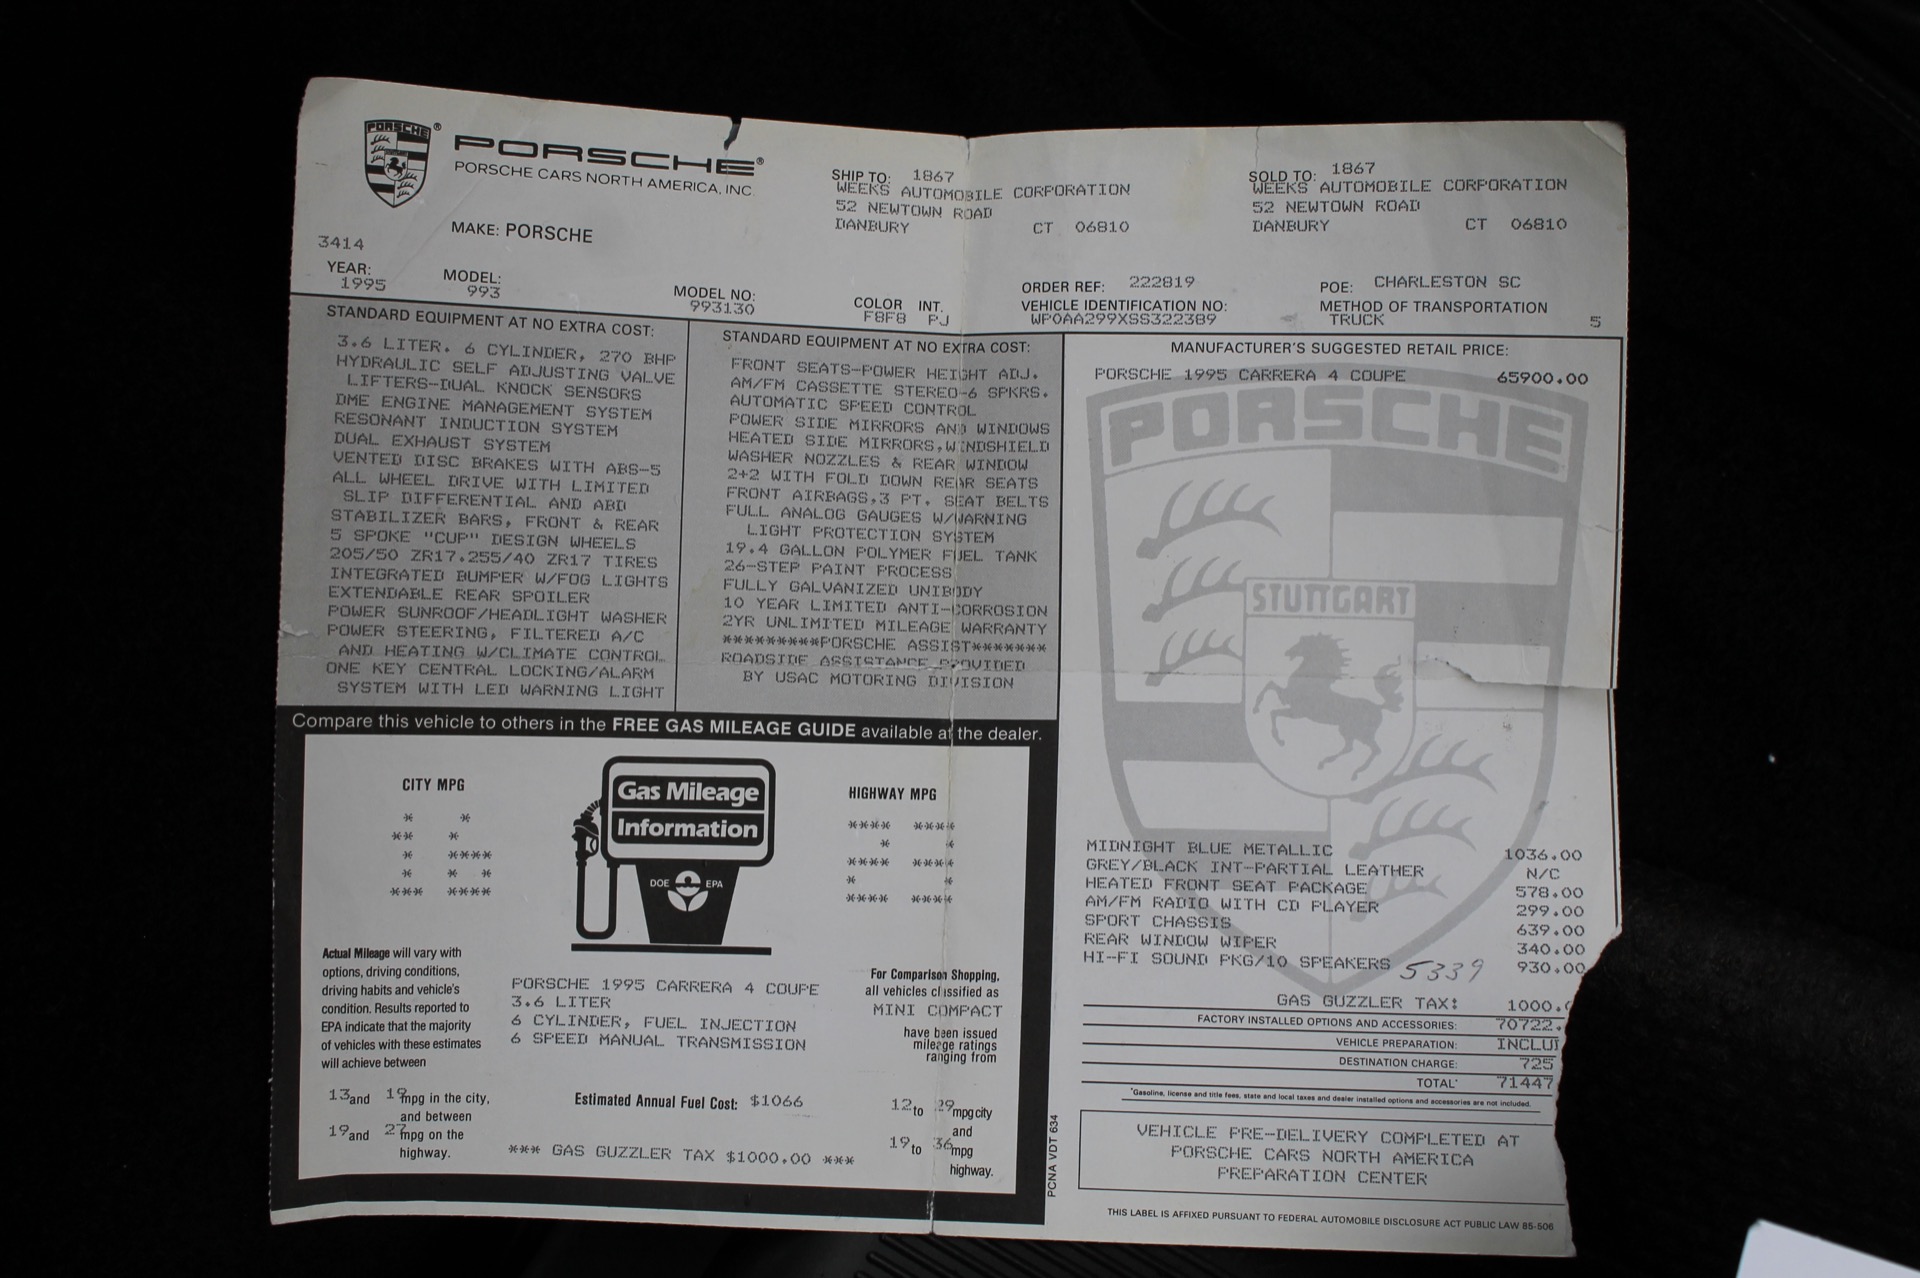 PORSCHE®
PORSCHE CARS NORTH AMERICA, INC.
SHIP TO: 1867
WEEKS AUTOMOBILE CORPORATION
52 NEWTOWN ROAD
DANBURY CT 06810
SOLD TO: 1867
WEEKS AUTOMOBILE CORPORATION
52 NEWTOWN ROAD
DANBURY CT 06810
MAKE: PORSCHE
3414
YEAR: 1995
MODEL: 993
MODEL NO: 993130
COLOR INT.
F8F8 PJ
ORDER REF: 222819
VEHICLE IDENTIFICATION NO:
WP0AA299XSS322389
POE: CHARLESTON SC
METHOD OF TRANSPORTATION
TRUCK 5
STANDARD EQUIPMENT AT NO EXTRA COST:
3.6 LITER. 6 CYLINDER, 270 BHP
HYDRAULIC SELF ADJUSTING VALVE
LIFTERS-DUAL KNOCK SENSORS
DME ENGINE MANAGEMENT SYSTEM
RESONANT INDUCTION SYSTEM
DUAL EXHAUST SYSTEM
VENTED DISC BRAKES WITH ABS-5
ALL WHEEL DRIVE WITH LIMITED
SLIP DIFFERENTIAL AND ABD
STABILIZER BARS, FRONT & REAR
5 SPOKE "CUP" DESIGN WHEELS
205/50 ZR17.255/40 ZR17 TIRES
INTEGRATED BUMPER W/FOG LIGHTS
EXTENDABLE REAR SPOILER
POWER SUNROOF/HEADLIGHT WASHER
POWER STEERING, FILTERED A/C
AND HEATING W/CLIMATE CONTROL
ONE KEY CENTRAL LOCKING/ALARM
SYSTEM WITH LED WARNING LIGHT
STANDARD EQUIPMENT AT NO EXTRA COST:
FRONT SEATS-POWER HEIGHT ADJ.
AM/FM CASSETTE STEREO-6 SPKRS.
AUTOMATIC SPEED CONTROL
POWER SIDE MIRRORS AND WINDOWS
HEATED SIDE MIRRORS,WINDSHIELD
WASHER NOZZLES & REAR WINDOW
2+2 WITH FOLD DOWN REAR SEATS
FRONT AIRBAGS.3 PT. SEAT BELTS
FULL ANALOG GAUGES W/WARNING
LIGHT PROTECTION SYSTEM
19.4 GALLON POLYMER FUEL TANK
26-STEP PAINT PROCESS
FULLY GALVANIZED UNIBODY
10 YEAR LIMITED ANTI-CORROSION
2YR UNLIMITED MILEAGE WARRANTY
*********PORSCHE ASSIST*******
ROADSIDE ASSISTANCE PROVIDED
BY USAC MOTORING DIVISION
MANUFACTURER'S SUGGESTED RETAIL PRICE:
PORSCHE 1995 CARRERA 4 COUPE 65900.00
PORSCHE
STUTTGART
MIDNIGHT BLUE METALLIC 1036.00
GREY/BLACK INT-PARTIAL LEATHER N/C
HEATED FRONT SEAT PACKAGE 578.00
AM/FM RADIO WITH CD PLAYER 299.00
SPORT CHASSIS 639.00
REAR WINDOW WIPER 340.00
HI-FI SOUND PKG/10 SPEAKERS 930.00
5339
GAS GUZZLER TAX: 1000.
FACTORY INSTALLED OPTIONS AND ACCESSORIES: 70722.
VEHICLE PREPARATION: INCLU
DESTINATION CHARGE: 725
TOTAL* 71447
*Gasoline, license and title fees, state and local taxes and dealer installed options and accessories are not included.
VEHICLE PRE-DELIVERY COMPLETED AT
PORSCHE CARS NORTH AMERICA
PREPARATION CENTER
THIS LABEL IS AFFIXED PURSUANT TO FEDERAL AUTOMOBILE DISCLOSURE ACT PUBLIC LAW 85-506
PCNA VDT 634
Compare this vehicle to others in the FREE GAS MILEAGE GUIDE available at the dealer.
CITY MPG
Gas Mileage
Information
DOE EPA
HIGHWAY MPG
Actual Mileage will vary with
options, driving conditions,
driving habits and vehicle's
condition. Results reported to
EPA indicate that the majority
of vehicles with these estimates
will achieve between
13 and 19 mpg in the city,
and between
19 and 27 mpg on the
highway.
PORSCHE 1995 CARRERA 4 COUPE
3.6 LITER
6 CYLINDER, FUEL INJECTION
6 SPEED MANUAL TRANSMISSION
Estimated Annual Fuel Cost: $1066
*** GAS GUZZLER TAX $1000.00 ***
For Comparison Shopping,
all vehicles classified as
MINI COMPACT
have been issued
mileage ratings
ranging from
12 to 29 mpg city
and
19 to 36 mpg
highway.